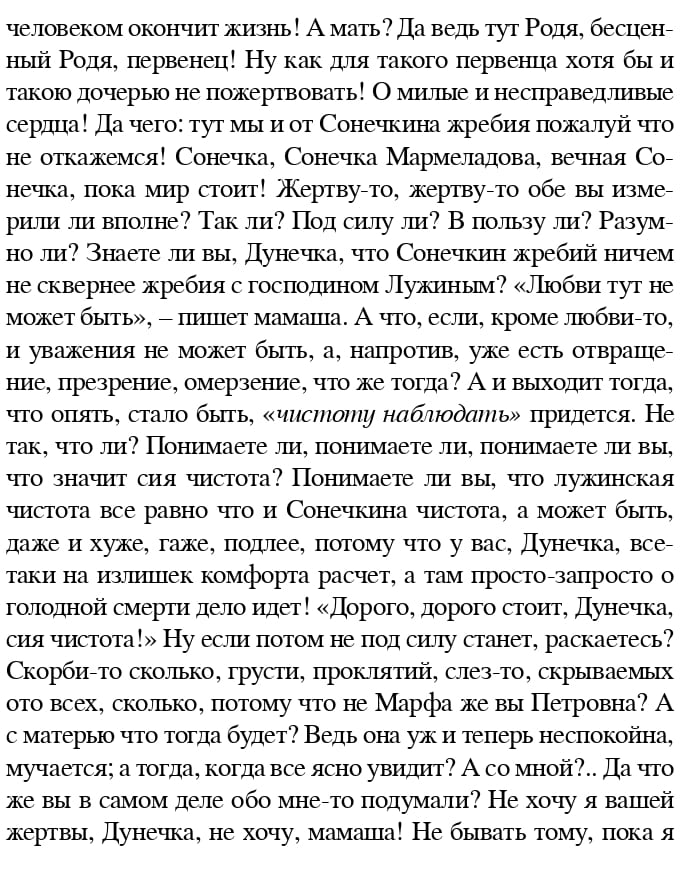 человеком окончит жизнь! А мать? Да ведь тут Родя, бесцен-
ный Родя, первенец! Ну как для такого первенца хотя бы и
такою дочерью не пожертвовать! О милые и несправедливые
сердца! Да чего: тут мы и от Сонечкина жребия пожалуй что
не откажемся! Сонечка, Сонечка Мармеладова, вечная Со-
нечка, пока мир стоит! Жертву-то, жертву-то обе вы изме-
рили ли вполне? Так ли? Под силу ли? В пользу ли? Разум-
но ли? Знаете ли вы, Дунечка, что Сонечкин жребий ничем
не сквернее жребия с господином Лужиным? «Любви тут не
может быть», – пишет мамаша. А что, если, кроме любви-то,
и уважения не может быть, а, напротив, уже есть отвраще-
ние, презрение, омерзение, что же тогда? А и выходит тогда,
что опять, стало быть, «чистоту наблюдать» придется. Не
так, что ли? Понимаете ли, понимаете ли, понимаете ли вы,
что значит сия чистота? Понимаете ли вы, что лужинская
чистота все равно что и Сонечкина чистота, а может быть,
даже и хуже, гаже, подлее, потому что у вас, Дунечка, все-
таки на излишек комфорта расчет, а там просто-запросто о
голодной смерти дело идет! «Дорого, дорого стоит, Дунечка,
сия чистота!» Ну если потом не под силу станет, раскаетесь?
Скорби-то сколько, грусти, проклятий, слез-то, скрываемых
ото всех, сколько, потому что не Марфа же вы Петровна? А
с матерью что тогда будет? Ведь она уж и теперь неспокойна,
мучается; а тогда, когда все ясно увидит? А со мной?.. Да что
же вы в самом деле обо мне-то подумали? Не хочу я вашей
жертвы, Дунечка, не хочу, мамаша! Не бывать тому, пока я